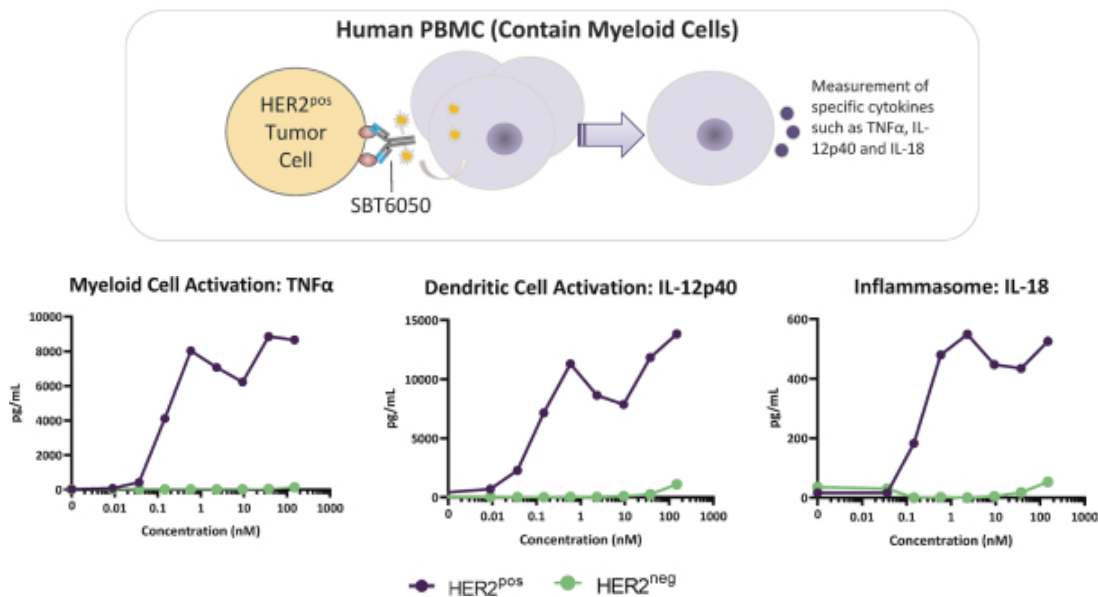 Human PBMC (Contain Myeloid Cells)
HER2pos
Tumor
Cell
SBT6050
Measurement of
specific cytokines
such as TNFα, IL-
12p40 and IL-18
Myeloid Cell Activation: TNFα
10000
8000
6000
4000
2000
0
pg/mL
0 0.01 0.1 1 10 100 1000
Concentration (nM)
Dendritic Cell Activation: IL-12p40
15000
10000
5000
0
pg/mL
0 0.01 0.1 1 10 100 1000
Concentration (nM)
Inflammasome: IL-18
600
400
200
0
pg/mL
0 0.01 0.1 1 10 100 1000
Concentration (nM)
HER2pos HER2neg